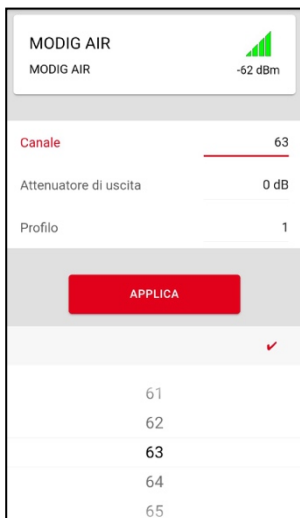 MODIG AIR
MODIG AIR -62 dBm
Canale 63
Attenuatore di uscita 0 dB
Profilo 1
APPLICA
61
62
63
64
65